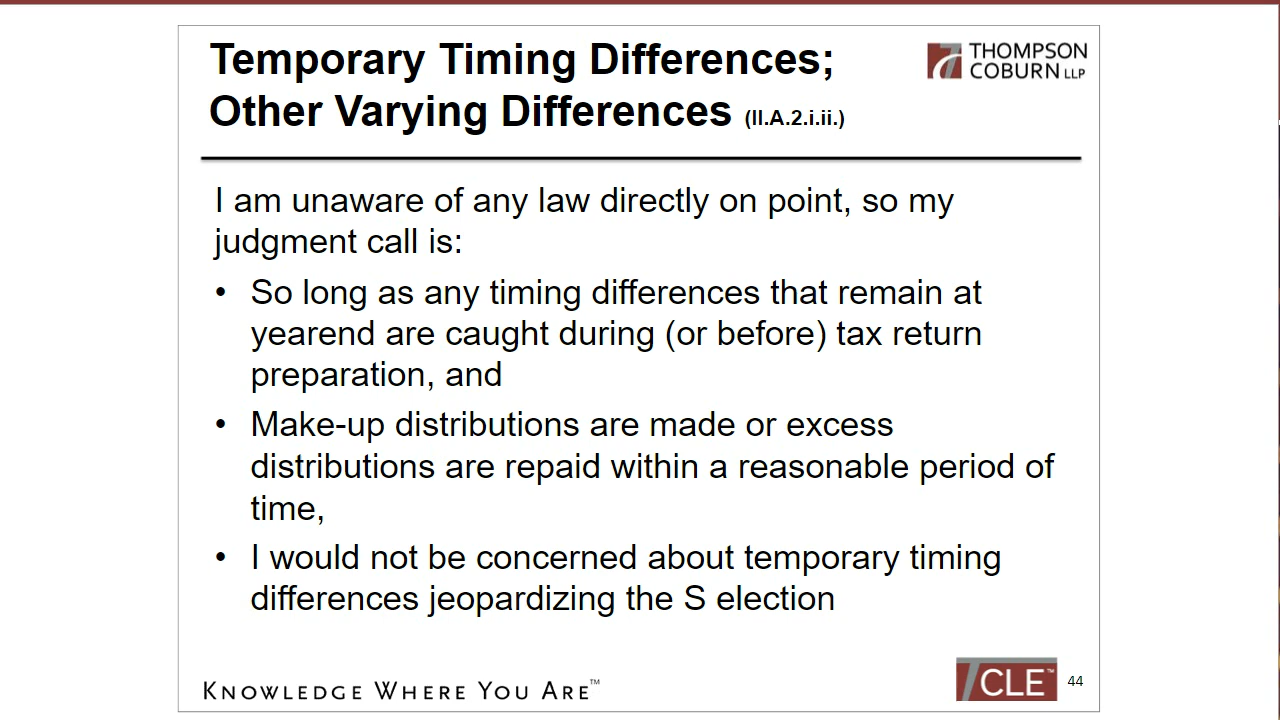 Temporary Timing Differences;
Other Varying Differences (II.A.2.i.ii.)
THOMPSON
COBURN LLP
I am unaware of any law directly on point, so my
judgment call is:
• So long as any timing differences that remain at
yearend are caught during (or before) tax return
preparation, and
• Make-up distributions are made or excess
distributions are repaid within a reasonable period of
time,
• I would not be concerned about temporary timing
differences jeopardizing the S election
KNOWLEDGE WHERE YOU ARE™
TCLE™
44